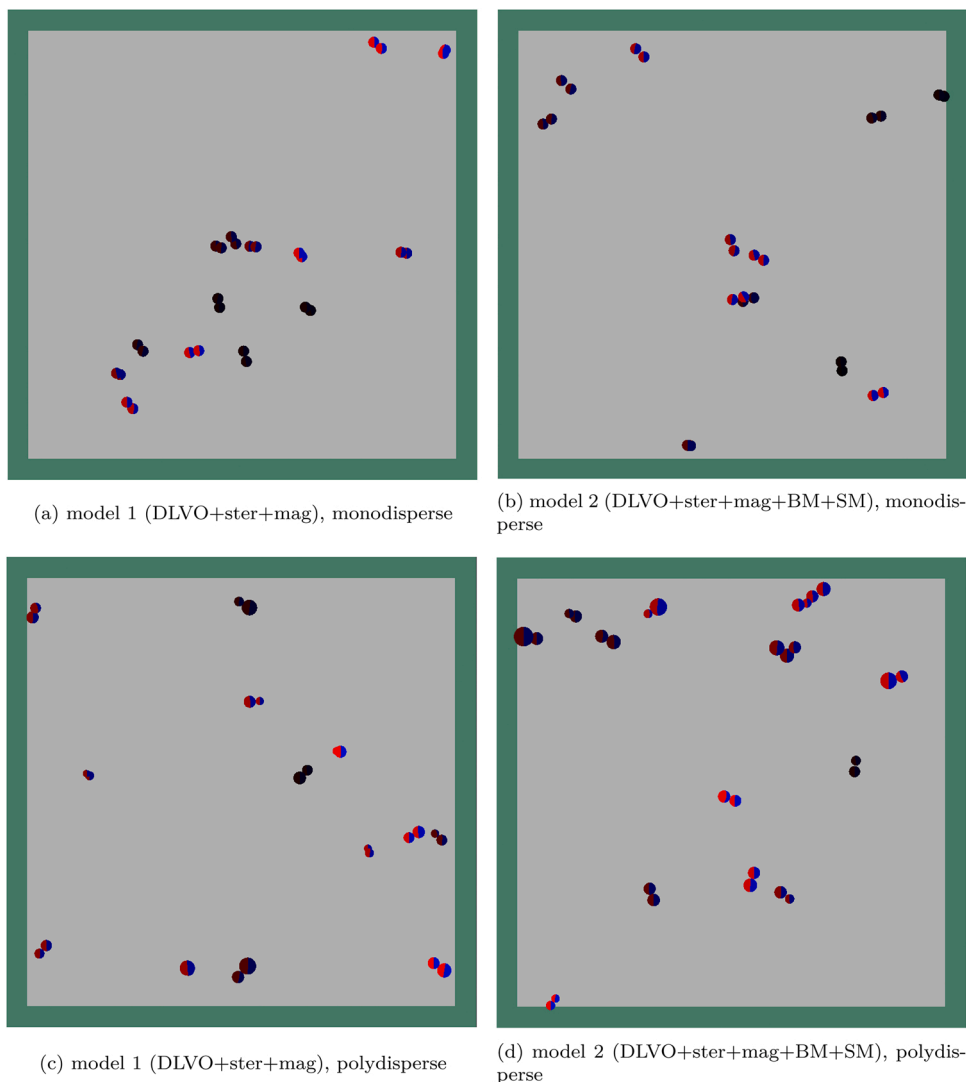 (a) model 1 (DLVO+ster+mag), monodisperse
(b) model 2 (DLVO+ster+mag+BM+SM), monodis-
perse
(c) model 1 (DLVO+ster+mag), polydisperse
(d) model 2 (DLVO+ster+mag+BM+SM), polydis-
perse